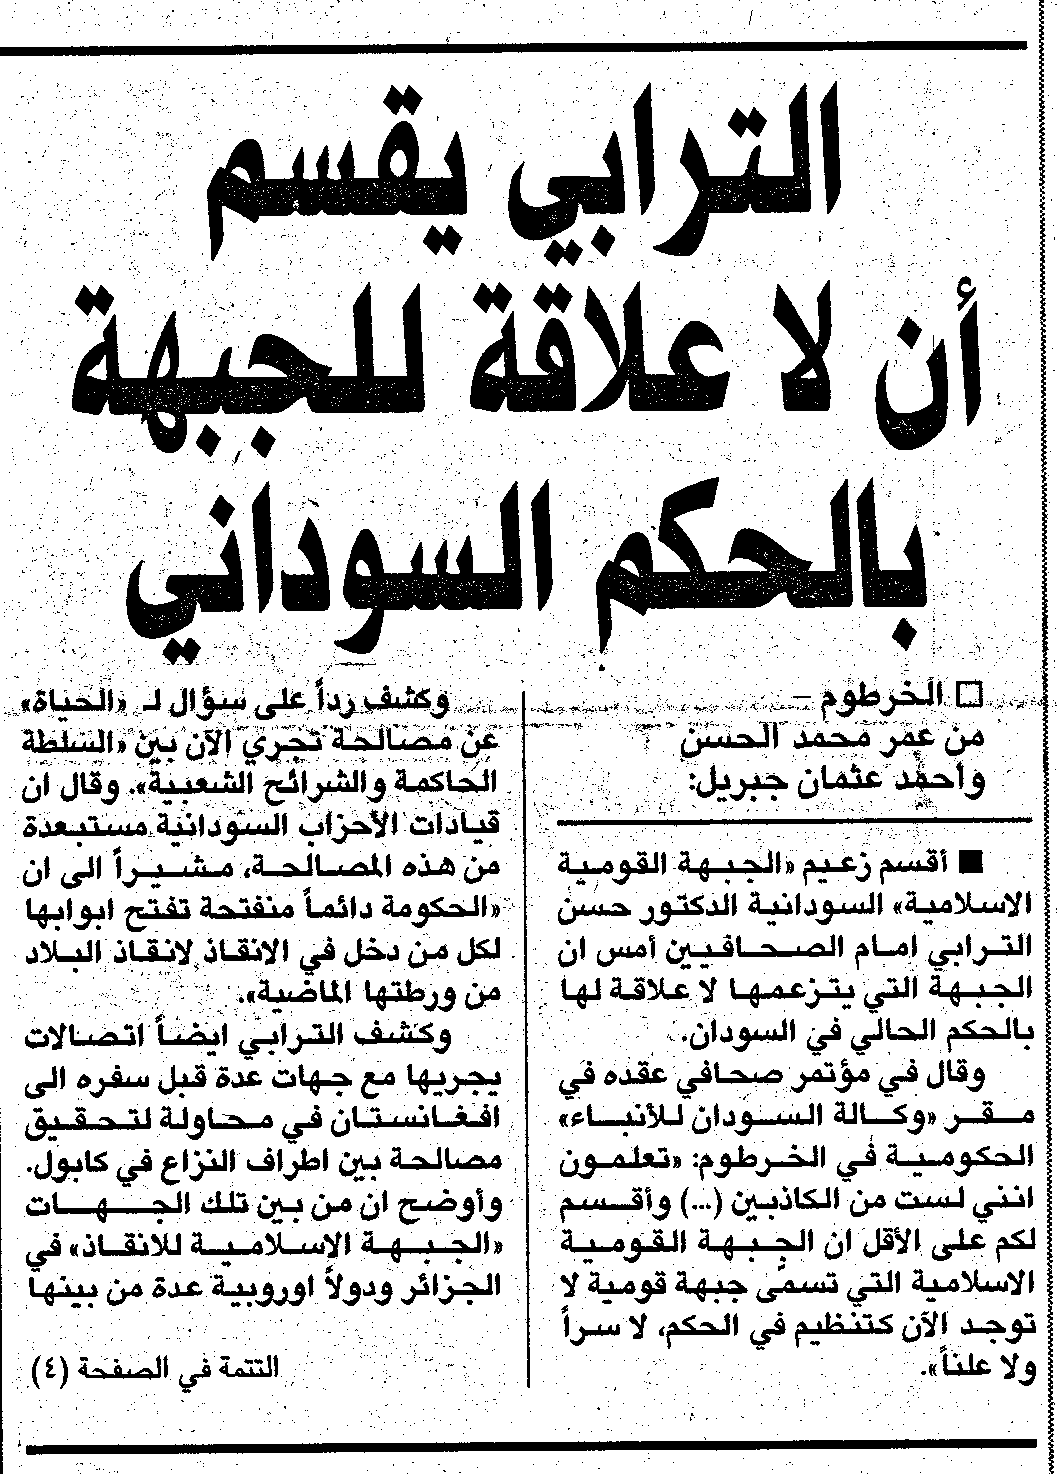 الترابي يقسم
أن لا علاقة للجبهة
بالحكم السوداني
□ الخرطوم –
من عمر محمد الحسن
وأحمد عثمان جبريل:
■ أقسم زعيم «الجبهة القومية
الاسلامية» السودانية الدكتور حسن
الترابي امام الصحافيين أمس ان
الجبهة التي يتزعمها لا علاقة لها
بالحكم الحالي في السودان.
وقال في مؤتمر صحافي عقده في
مقر «وكالة السودان للأنباء»
الحكومية في الخرطوم: «تعلمون
انني لست من الكاذبين (...) وأقسم
لكم على الأقل ان الجبهة القومية
الاسلامية التي تسمى جبهة قومية لا
توجد الآن كتنظيم في الحكم، لا سراً
ولا علناً».
وكشف رداً على سؤال لـ «الحياة»
عن مصالحة تجري الآن بين «السلطة
الحاكمة والشرائح الشعبية». وقال ان
قيادات الأحزاب السودانية مستبعدة
من هذه المصالحة، مشيراً الى ان
«الحكومة دائماً منفتحة تفتح ابوابها
لكل من دخل في الانقاذ لانقاذ البلاد
من ورطتها الماضية».
وكشف الترابي ايضاً اتصالات
يجريها مع جهات عدة قبل سفره الى
افغانستان في محاولة لتحقيق
مصالحة بين اطراف النزاع في كابول.
وأوضح ان من بين تلك الجهات
«الجبهة الاسلامية للانقاذ» في
الجزائر ودولاً اوروبية عدة من بينها
التتمة في الصفحة (٤)